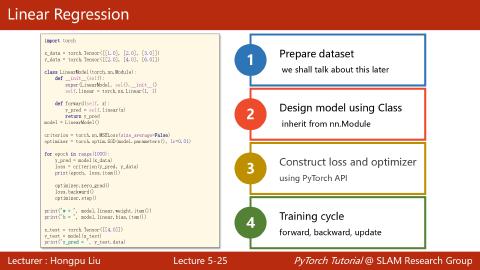 Linear Regression
import torch
x_data = torch.Tensor([[1.0], [2.0], [3.0]])
y_data = torch.Tensor([[2.0], [4.0], [6.0]])
class LinearModel(torch.nn.Module):
def __init__(self):
super(LinearModel, self).__init__()
self.linear = torch.nn.Linear(1, 1)
def forward(self, x):
y_pred = self.linear(x)
return y_pred
model = LinearModel()
criterion = torch.nn.MSELoss(size_average=False)
optimizer = torch.optim.SGD(model.parameters(), lr=0.01)
for epoch in range(1000):
y_pred = model(x_data)
loss = criterion(y_pred, y_data)
print(epoch, loss.item())
optimizer.zero_grad()
loss.backward()
optimizer.step()
print('w = ', model.linear.weight.item())
print('b = ', model.linear.bias.item())
x_test = torch.Tensor([[4.0]])
y_test = model(x_test)
print('y_pred = ', y_test.data)
1
Prepare dataset
we shall talk about this later
2
Design model using Class
inherit from nn.Module
3
Construct loss and optimizer
using PyTorch API
4
Training cycle
forward, backward, update
Lecturer : Hongpu Liu
Lecture 5-25
PyTorch Tutorial @ SLAM Research Group